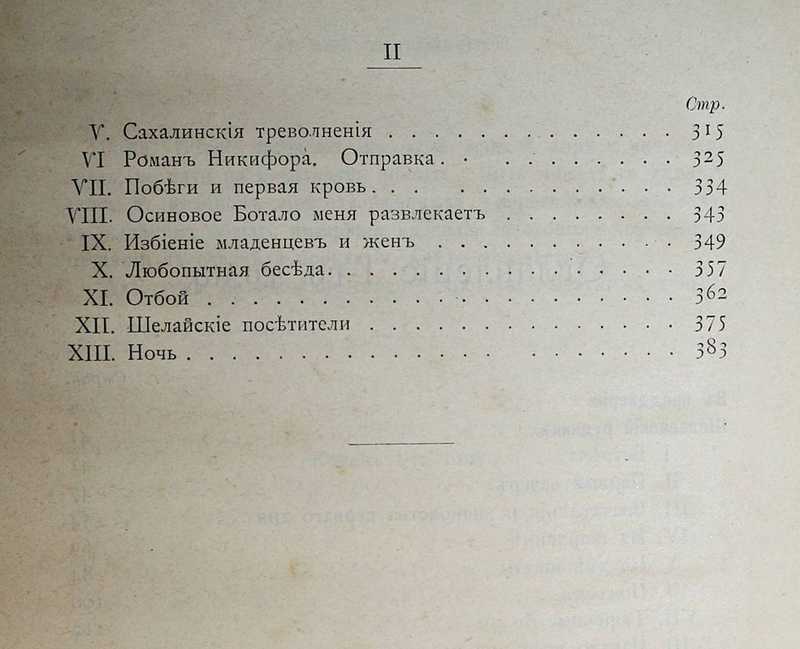 II
Стр.
V. Сахалинскія треволненія . . . . . . . . . . . . . 315
VI Романъ Никифора. Отправка . . . . . . . . . . 325
VII. Побѣги и первая кровь . . . . . . . . . . . . . 334
VIII. Осиновое Ботало меня развлекаетъ . . . . . . . . 343
IX. Избіеніе младенцевъ и женъ . . . . . . . . . . . 349
X. Любопытная бесѣда . . . . . . . . . . . . . . . 357
XI. Отбой . . . . . . . . . . . . . . . . . . . . . 362
XII. Шелайскіе посѣтители . . . . . . . . . . . . . . 375
XIII. Ночь . . . . . . . . . . . . . . . . . . . . . 383